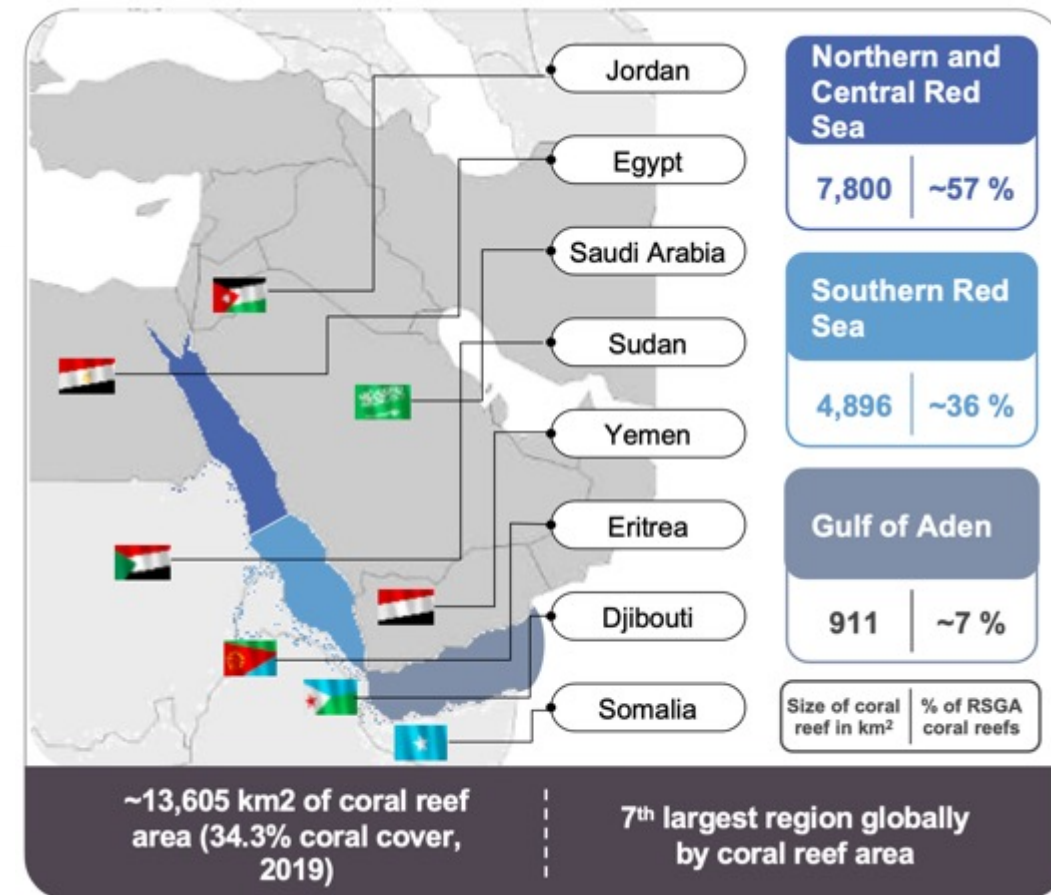 Jordan
Egypt
Saudi Arabia
Sudan
Yemen
Eritrea
Djibouti
Somalia
Northern and
Central Red
Sea
7,800 ~57 %
Southern Red
Sea
4,896 ~36 %
Gulf of Aden
911 ~7 %
Size of coral
reef in km²
% of RSGA
coral reefs
~13,605 km2 of coral reef
area (34.3% coral cover,
2019)
7th largest region globally
by coral reef area